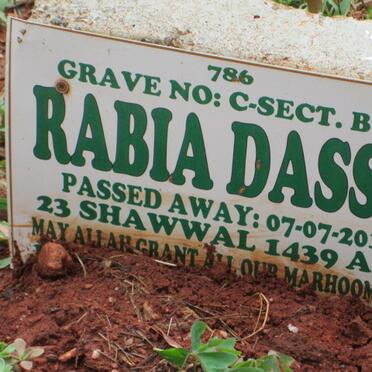 786
GRAVE NO: C-SECT. B
RABIA DASS
PASSED AWAY: 07-07-20
23 SHAWWAL 1439 A
MAY ALLAH GRANT ALL OUR MARHOOM